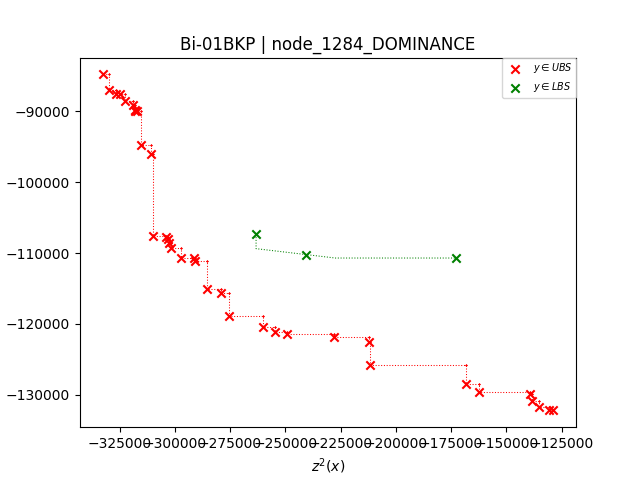 Bi-01BKP | node_1284_DOMINANCE
y ∈ UBS
y ∈ LBS
−90000
−100000
−110000
−120000
−130000
−325000−300000−275000−250000−225000−200000−175000−150000−125000
z²(x)